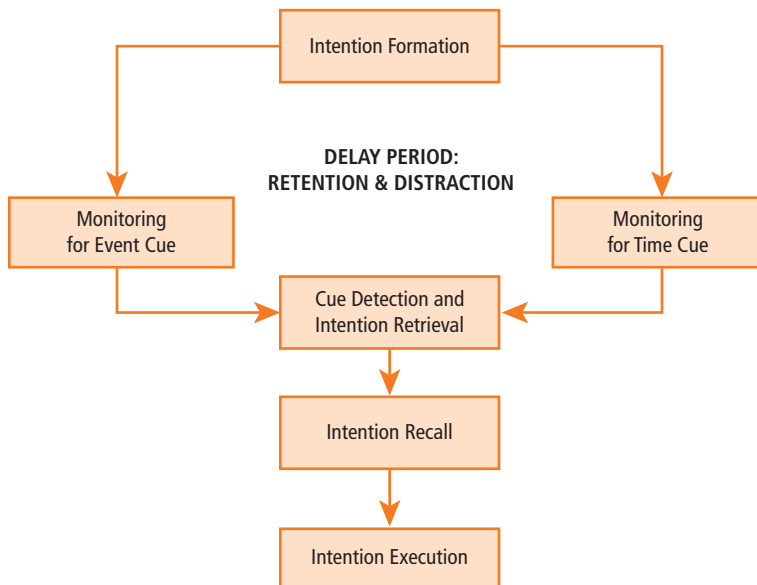 Intention Formation
DELAY PERIOD:
RETENTION & DISTRACTION
Monitoring
for Event Cue
Monitoring
for Time Cue
Cue Detection and
Intention Retrieval
Intention Recall
Intention Execution